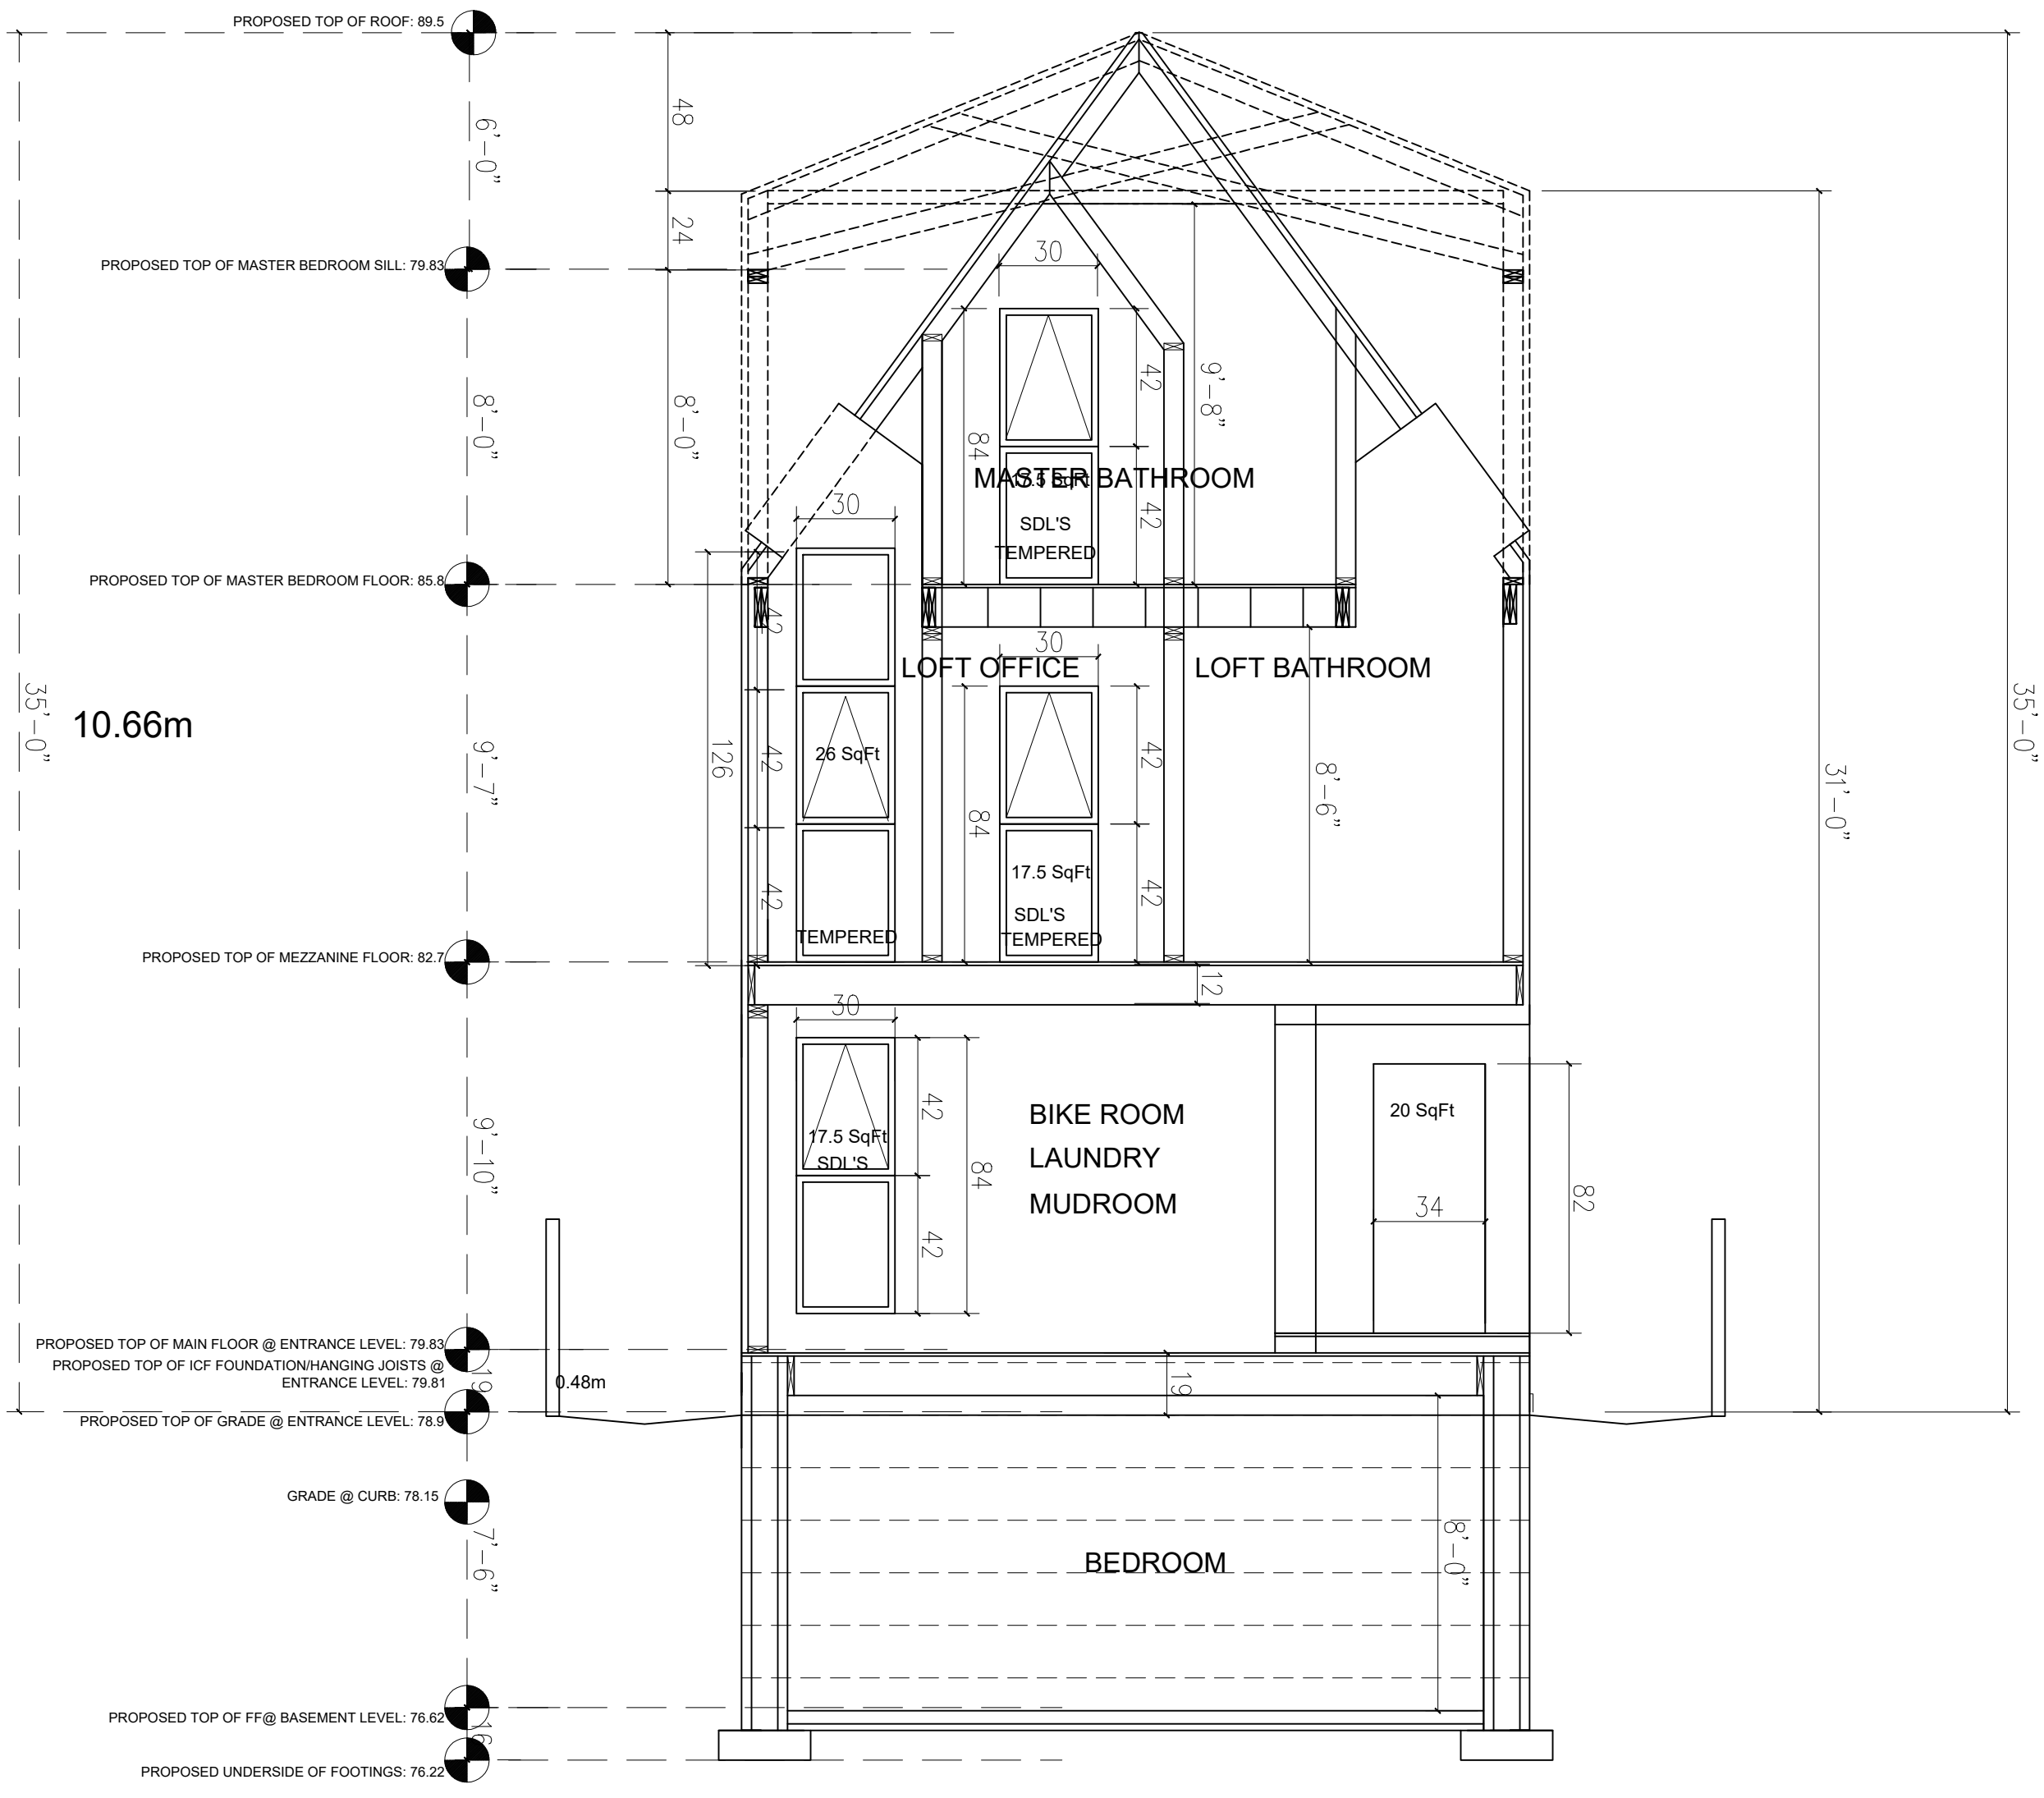 PROPOSED TOP OF ROOF: 89.5
48
6'-0"
24
PROPOSED TOP OF MASTER BEDROOM SILL: 79.83
30
8'-0"
8'-0"
84
42
9'-8"
MASTER BATHROOM
17.5 SqFt
42
SDL'S
TEMPERED
30
PROPOSED TOP OF MASTER BEDROOM FLOOR: 85.8
42
30
LOFT OFFICE
LOFT BATHROOM
35'-0"
10.66m
9'-7"
126
42
26 SqFt
84
42
8'-6"
31'-0"
35'-0"
17.5 SqFt
42
42
SDL'S
TEMPERED
TEMPERED
PROPOSED TOP OF MEZZANINE FLOOR: 82.7
12
30
9'-10"
42
17.5 SqFt
SDL'S
84
42
BIKE ROOM
LAUNDRY
MUDROOM
20 SqFt
34
82
PROPOSED TOP OF MAIN FLOOR @ ENTRANCE LEVEL: 79.83
PROPOSED TOP OF ICF FOUNDATION/HANGING JOISTS @
ENTRANCE LEVEL: 79.81
19
0.48m
19
PROPOSED TOP OF GRADE @ ENTRANCE LEVEL: 78.9
GRADE @ CURB: 78.15
7'-6"
BEDROOM
8'-0"
PROPOSED TOP OF FF@ BASEMENT LEVEL: 76.62
16
PROPOSED UNDERSIDE OF FOOTINGS: 76.22